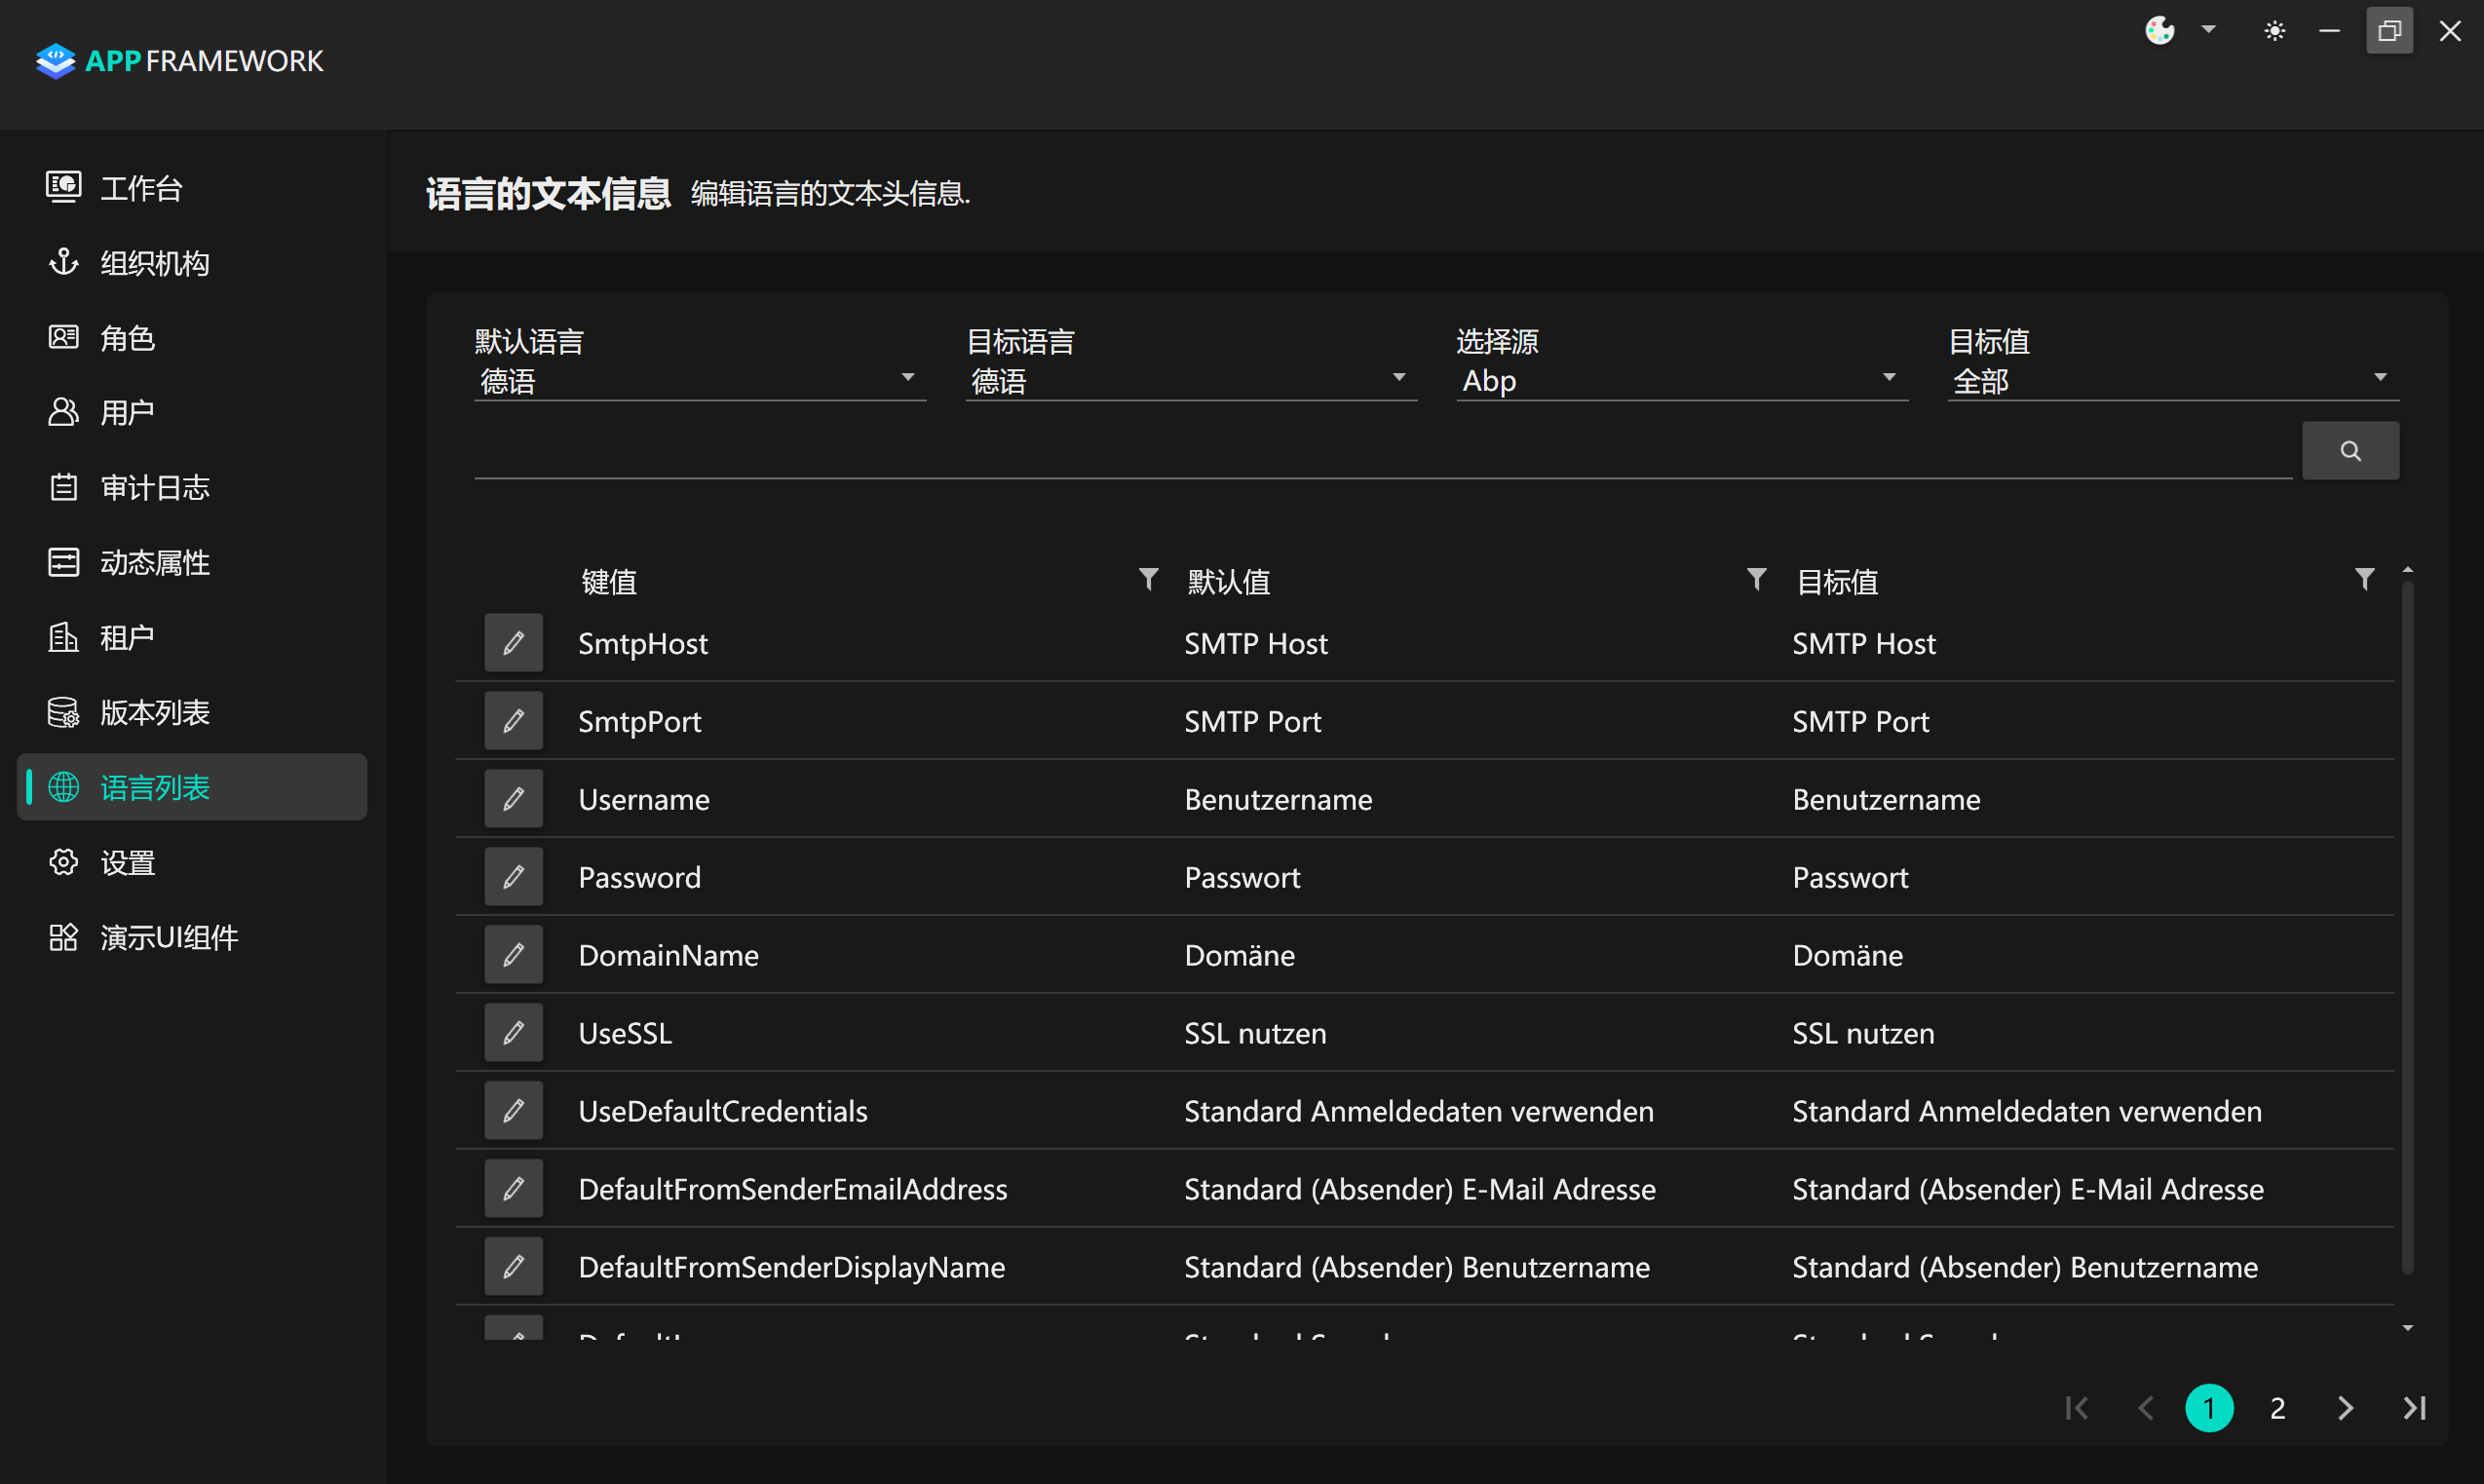 APP FRAMEWORK
工作台
组织机构
角色
用户
审计日志
动态属性
租户
版本列表
语言列表
设置
演示UI组件
语言的文本信息 编辑语言的文本头信息.
默认语言 目标语言 选择源 目标值
德语 德语 Abp 全部
键值 默认值 目标值
SmtpHost SMTP Host SMTP Host
SmtpPort SMTP Port SMTP Port
Username Benutzername Benutzername
Password Passwort Passwort
DomainName Domäne Domäne
UseSSL SSL nutzen SSL nutzen
UseDefaultCredentials Standard Anmeldedaten verwenden Standard Anmeldedaten verwenden
DefaultFromSenderEmailAddress Standard (Absender) E-Mail Adresse Standard (Absender) E-Mail Adresse
DefaultFromSenderDisplayName Standard (Absender) Benutzername Standard (Absender) Benutzername
1 2